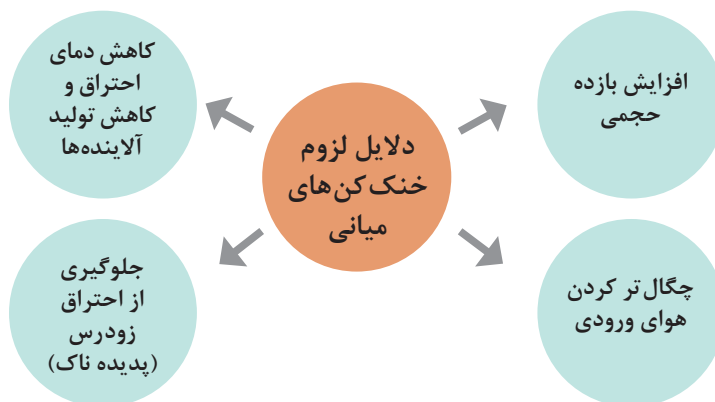 دلایل لزوم
خنک‌کن‌های
میانی
افزایش بازده
حجمی
چگال‌تر کردن
هوای ورودی
کاهش دمای
احتراق و
کاهش تولید
آلاینده‌ها
جلوگیری
از احتراق
زودرس
(پدیده ناک)